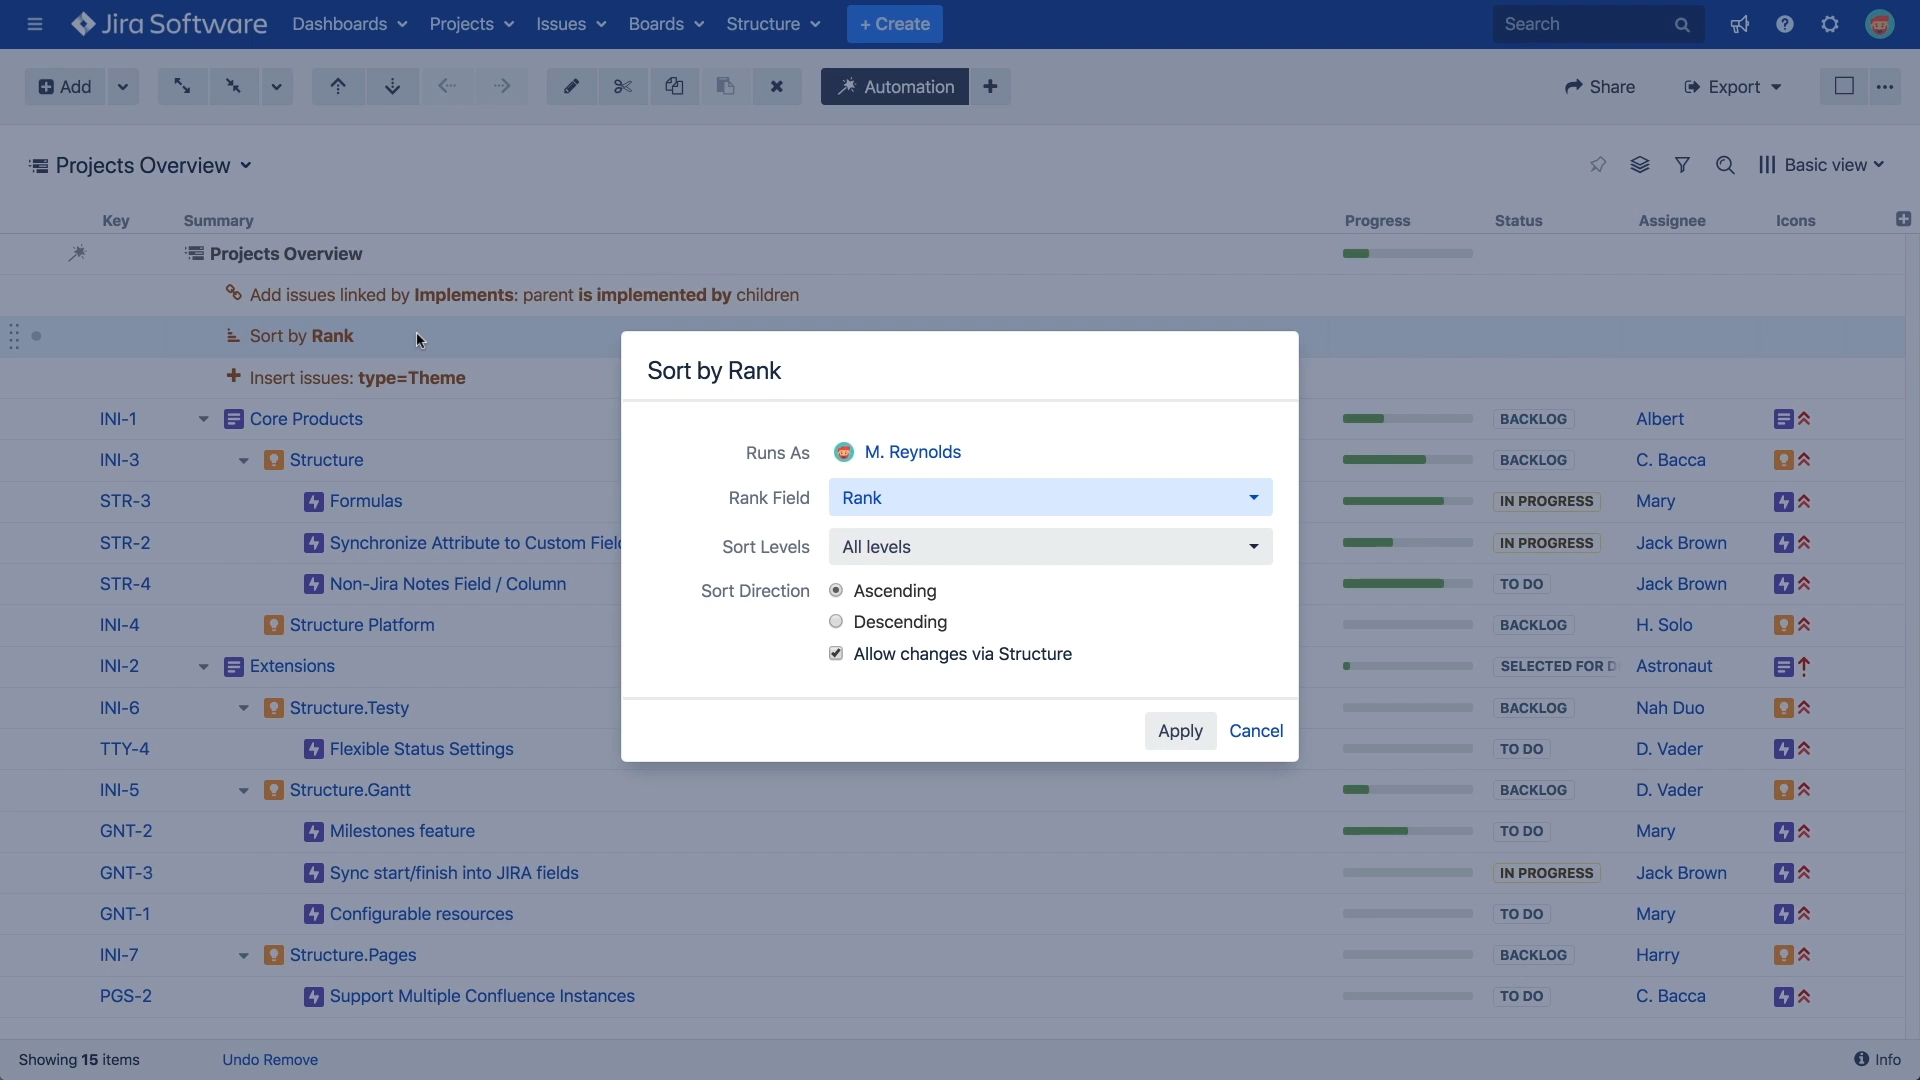 Jira Software Dashboards Projects Issues Boards Structure + Create Search
Add Automation Share Export
Projects Overview Basic view
Key Summary Progress Status Assignee Icons
Projects Overview
Add issues linked by Implements: parent is implemented by children
Sort by Rank
Insert issues: type=Theme
INI-1 Core Products BACKLOG Albert
INI-3 Structure BACKLOG C. Bacca
STR-3 Formulas IN PROGRESS Mary
STR-2 Synchronize Attribute to Custom Fiel IN PROGRESS Jack Brown
STR-4 Non-Jira Notes Field / Column TO DO Jack Brown
INI-4 Structure Platform BACKLOG H. Solo
INI-2 Extensions SELECTED FOR D Astronaut
INI-6 Structure.Testy BACKLOG Nah Duo
TTY-4 Flexible Status Settings TO DO D. Vader
INI-5 Structure.Gantt BACKLOG D. Vader
GNT-2 Milestones feature TO DO Mary
GNT-3 Sync start/finish into JIRA fields IN PROGRESS Jack Brown
GNT-1 Configurable resources TO DO Mary
INI-7 Structure.Pages BACKLOG Harry
PGS-2 Support Multiple Confluence Instances TO DO C. Bacca
Sort by Rank
Runs As M. Reynolds
Rank Field Rank
Sort Levels All levels
Sort Direction Ascending
Descending
Allow changes via Structure
Apply Cancel
Showing 15 items Undo Remove Info